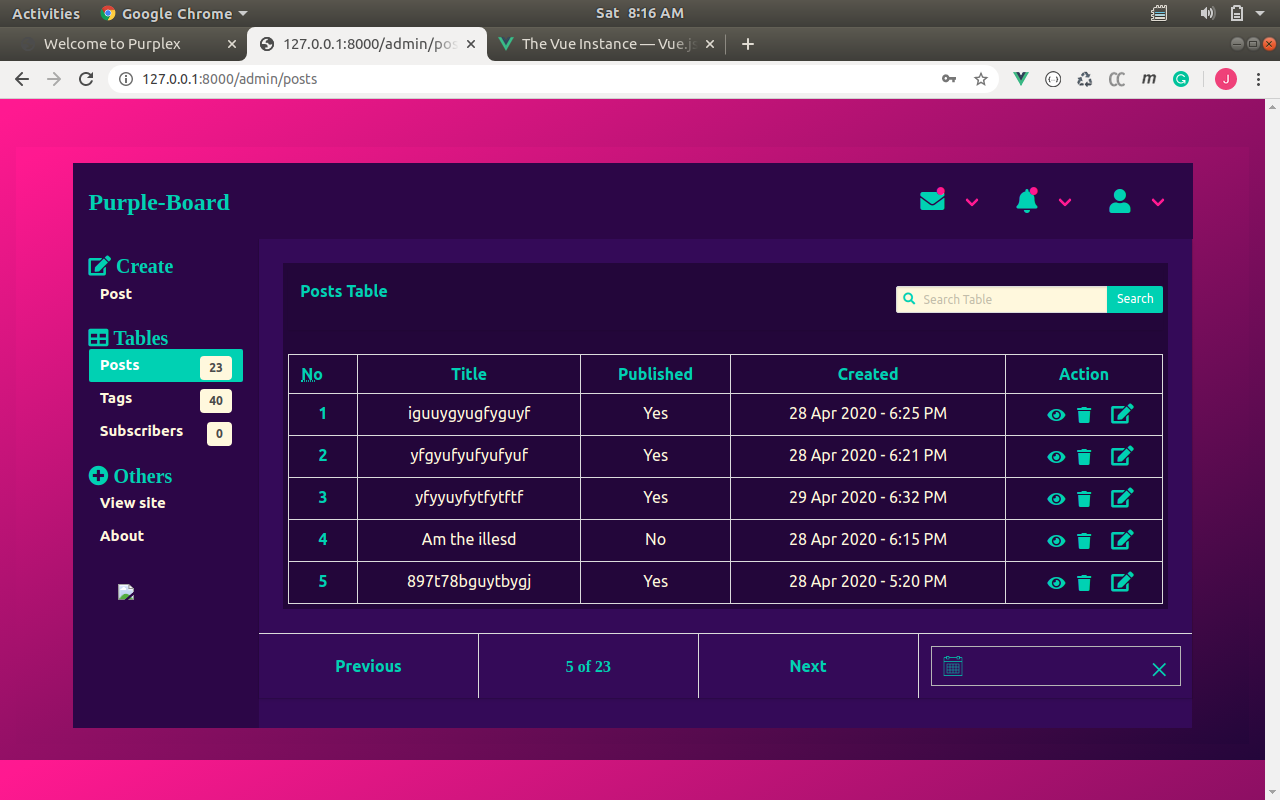 Activities Google Chrome Sat 8:16 AM
Welcome to Purplex 127.0.0.1:8000/admin/pos The Vue Instance — Vue.js
127.0.0.1:8000/admin/posts J
Purple-Board
Create
Post
Tables
Posts 23
Tags 40
Subscribers 0
Others
View site
About
Posts Table
Search Table Search
No Title Published Created Action
1 iguuygyugfyguyf Yes 28 Apr 2020 - 6:25 PM
2 yfgyufyufyufyuf Yes 28 Apr 2020 - 6:21 PM
3 yfyyuyfytfytftf Yes 29 Apr 2020 - 6:32 PM
4 Am the illesd No 28 Apr 2020 - 6:15 PM
5 897t78bguytbygj Yes 28 Apr 2020 - 5:20 PM
Previous 5 of 23 Next